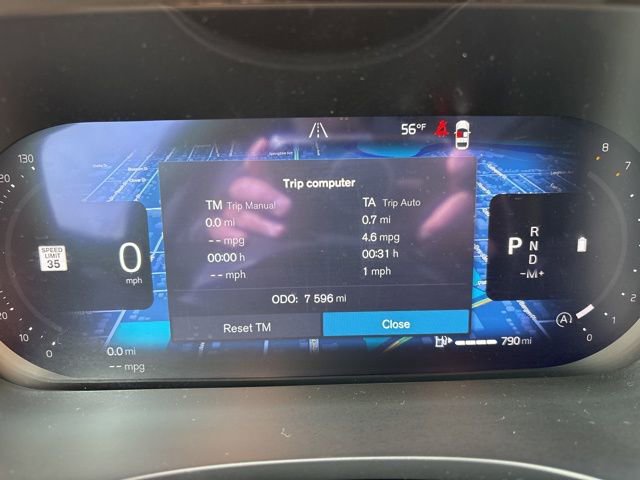 56°F
130
Trip computer
TM Trip Manual
TA Trip Auto
0.0 mi
0.7 mi
-- mpg
4.6 mpg
00:00 h
00:31 h
-- mph
1 mph
ODO: 7 596 mi
Reset TM
Close
SPEED
LIMIT
35
0
mph
P
R
N
D
-M+
8
7
20
10
0
0.0 mi
-- mpg
A
2
1
0
790 mi